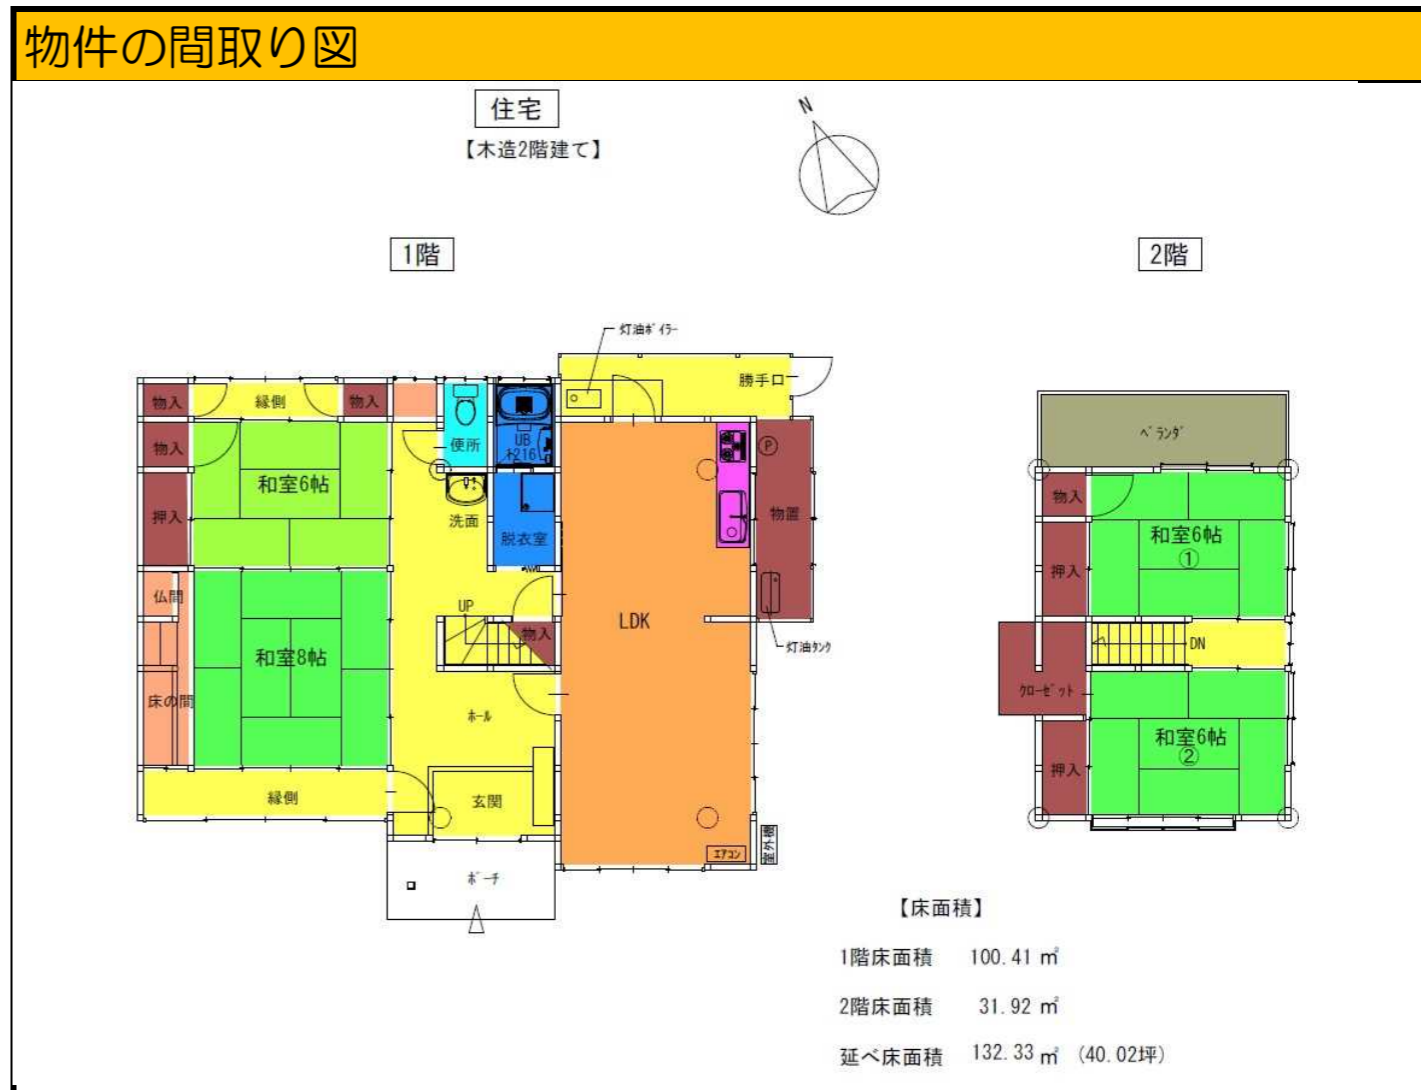 物件の間取り図
住宅
N
【木造2階建て】
1階
2階
灯油ﾎﾞｲﾗｰ
勝手口
物入
縁側
物入
物入
便所
UB
1216
Ⓟ
ﾍﾞﾗﾝﾀﾞ
和室6帖
押入
洗面
脱衣室
物置
物入
和室6帖
①
押入
仏間
UP
物入
LDK
灯油ﾀﾝｸ
DN
和室8帖
床の間
ホール
ｸﾛｰｾﾞｯﾄ
和室6帖
②
押入
縁側
玄関
ｴｱｺﾝ
室外機
ﾎﾟｰﾁ
【床面積】
1階床面積 100.41 ㎡
2階床面積 31.92 ㎡
延べ床面積 132.33 ㎡ (40.02坪)